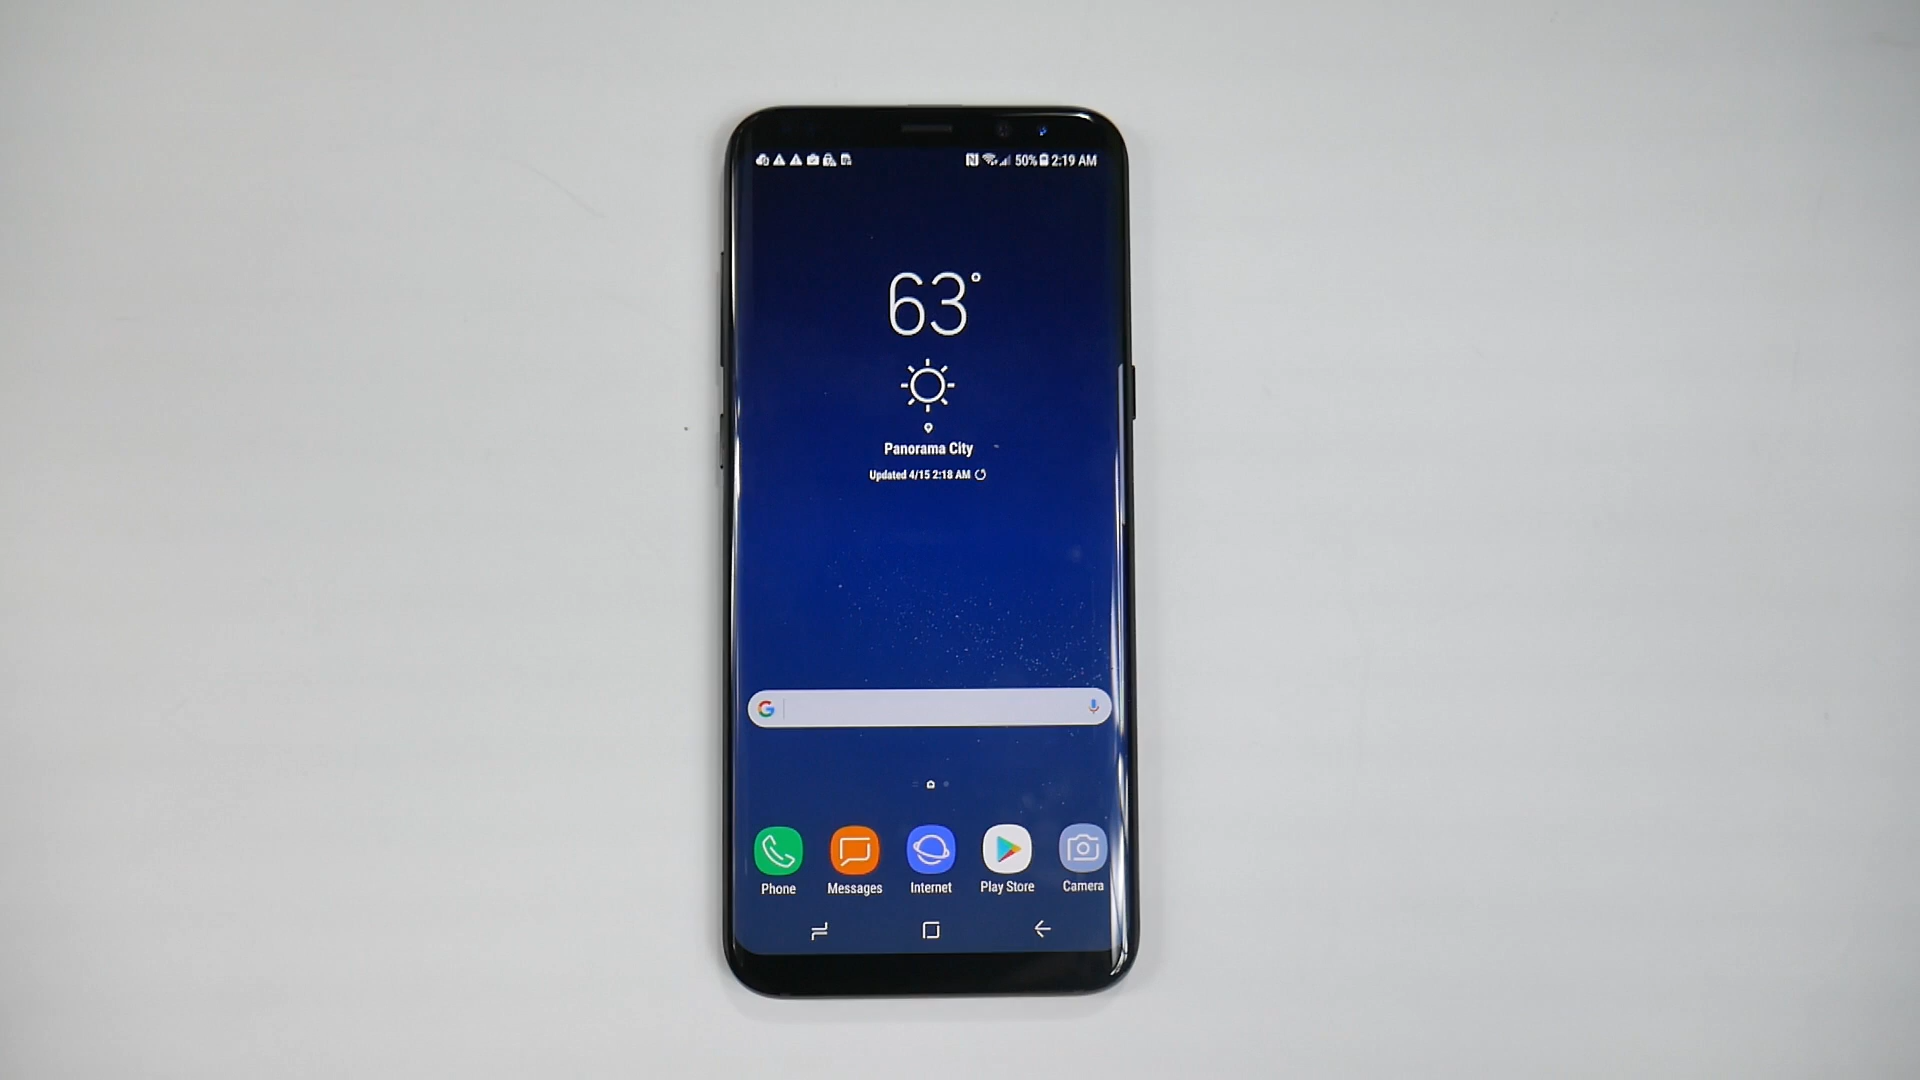 50% 2:19 AM
63°
Panorama City
Updated 4/15 2:18 AM
G
Phone Messages Internet Play Store Camera